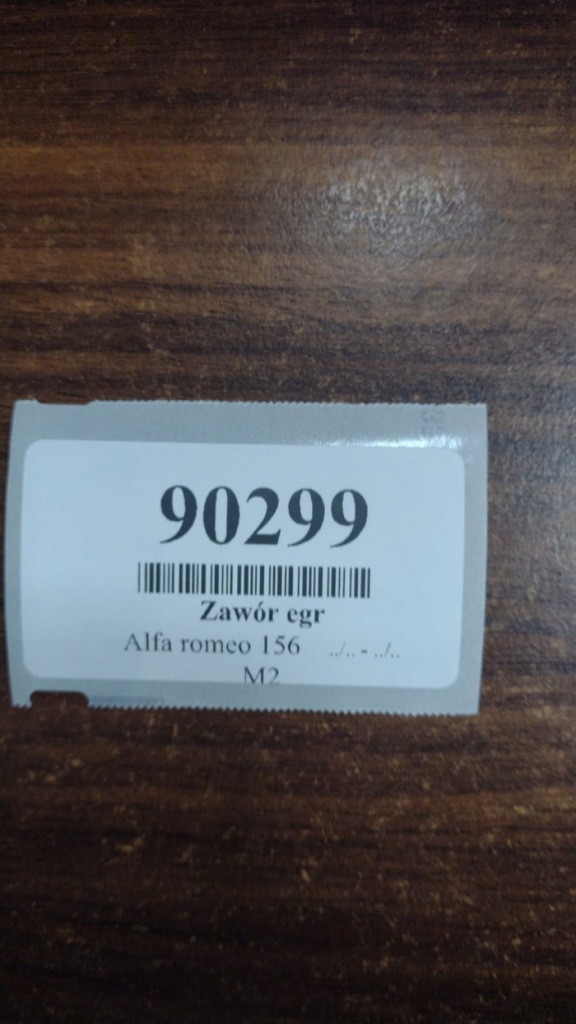 90299
Zawór egr
Alfa romeo 156 ../.. - ../..
M2